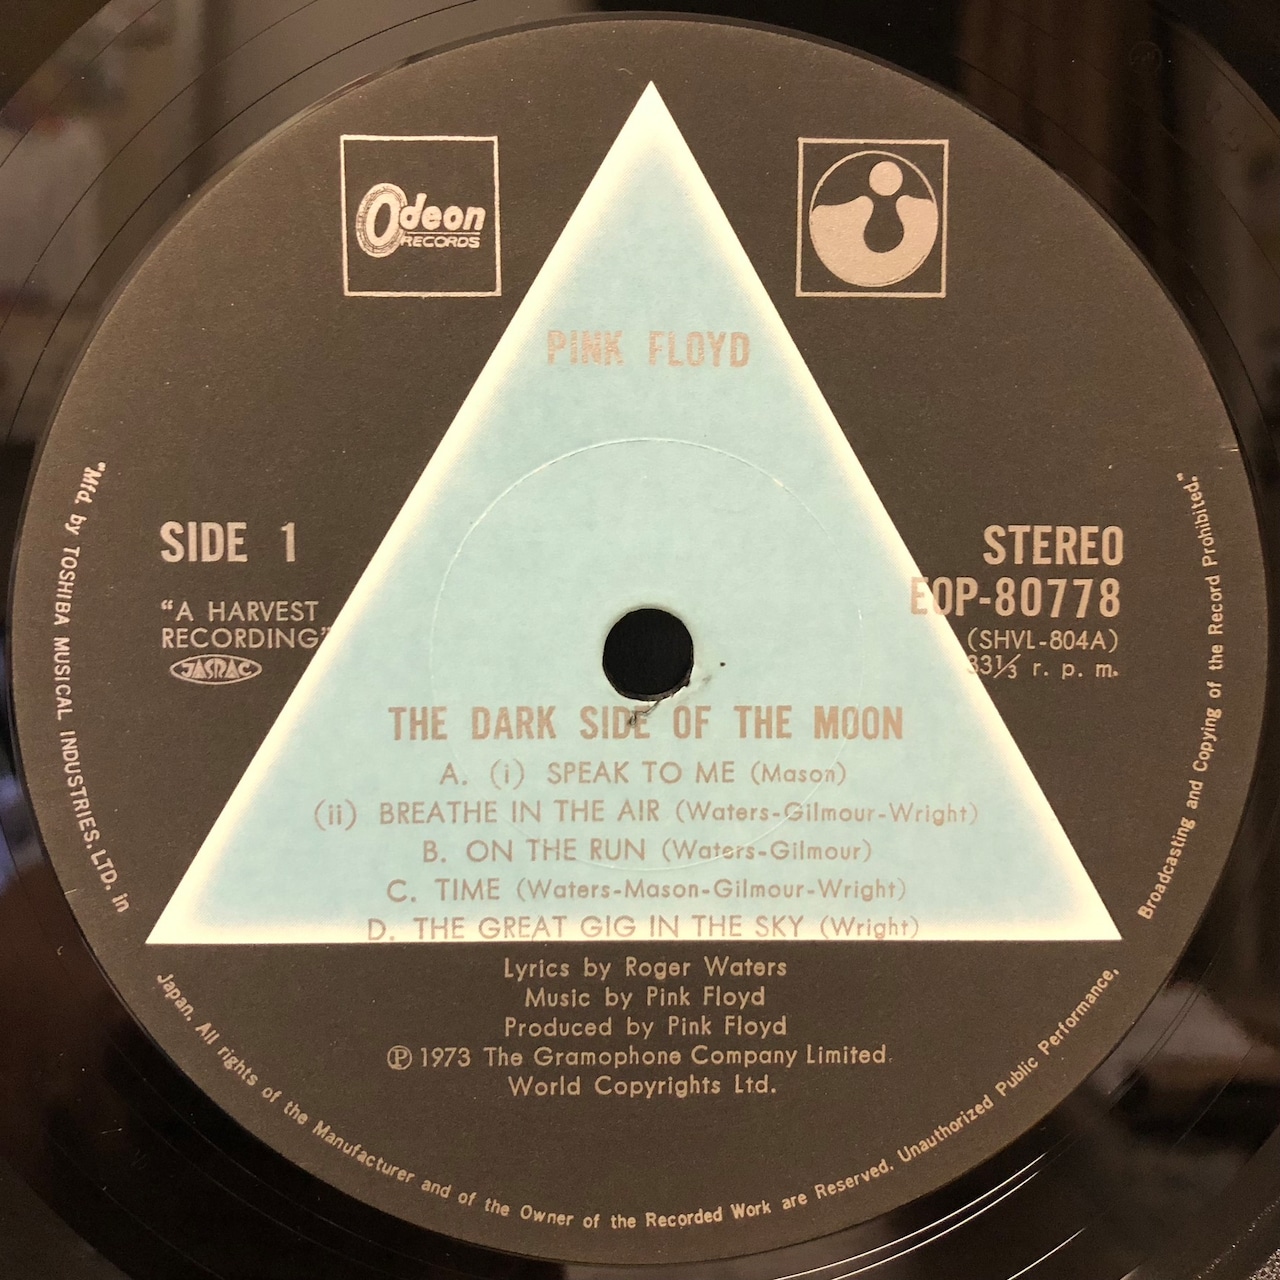 Odeon
RECORDS
PINK FLOYD
SIDE 1
"A HARVEST
RECORDING"
JASRAC
STEREO
EOP-80778
(SHVL-804A)
33⅓ r. p. m.
THE DARK SIDE OF THE MOON
A. (i) SPEAK TO ME (Mason)
(ii) BREATHE IN THE AIR (Waters-Gilmour-Wright)
B. ON THE RUN (Waters-Gilmour)
C. TIME (Waters-Mason-Gilmour-Wright)
D. THE GREAT GIG IN THE SKY (Wright)
Lyrics by Roger Waters
Music by Pink Floyd
Produced by Pink Floyd
Ⓟ 1973 The Gramophone Company Limited.
World Copyrights Ltd.
"Mfd. by TOSHIBA MUSICAL INDUSTRIES. LTD. in Japan. All rights of the Manufacturer and of the Owner of the Recorded Work are Reserved. Unauthorized Public Performance, Broadcasting and Copying of the Record Prohibited."